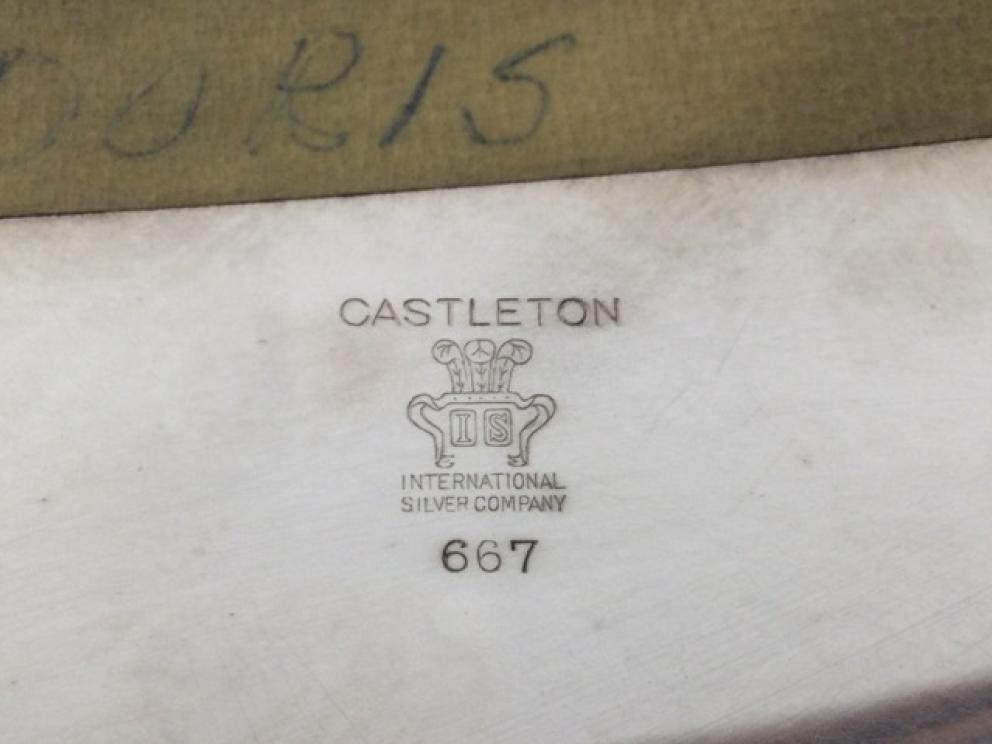 DORIS
CASTLETON
IS
INTERNATIONAL
SILVER COMPANY
667